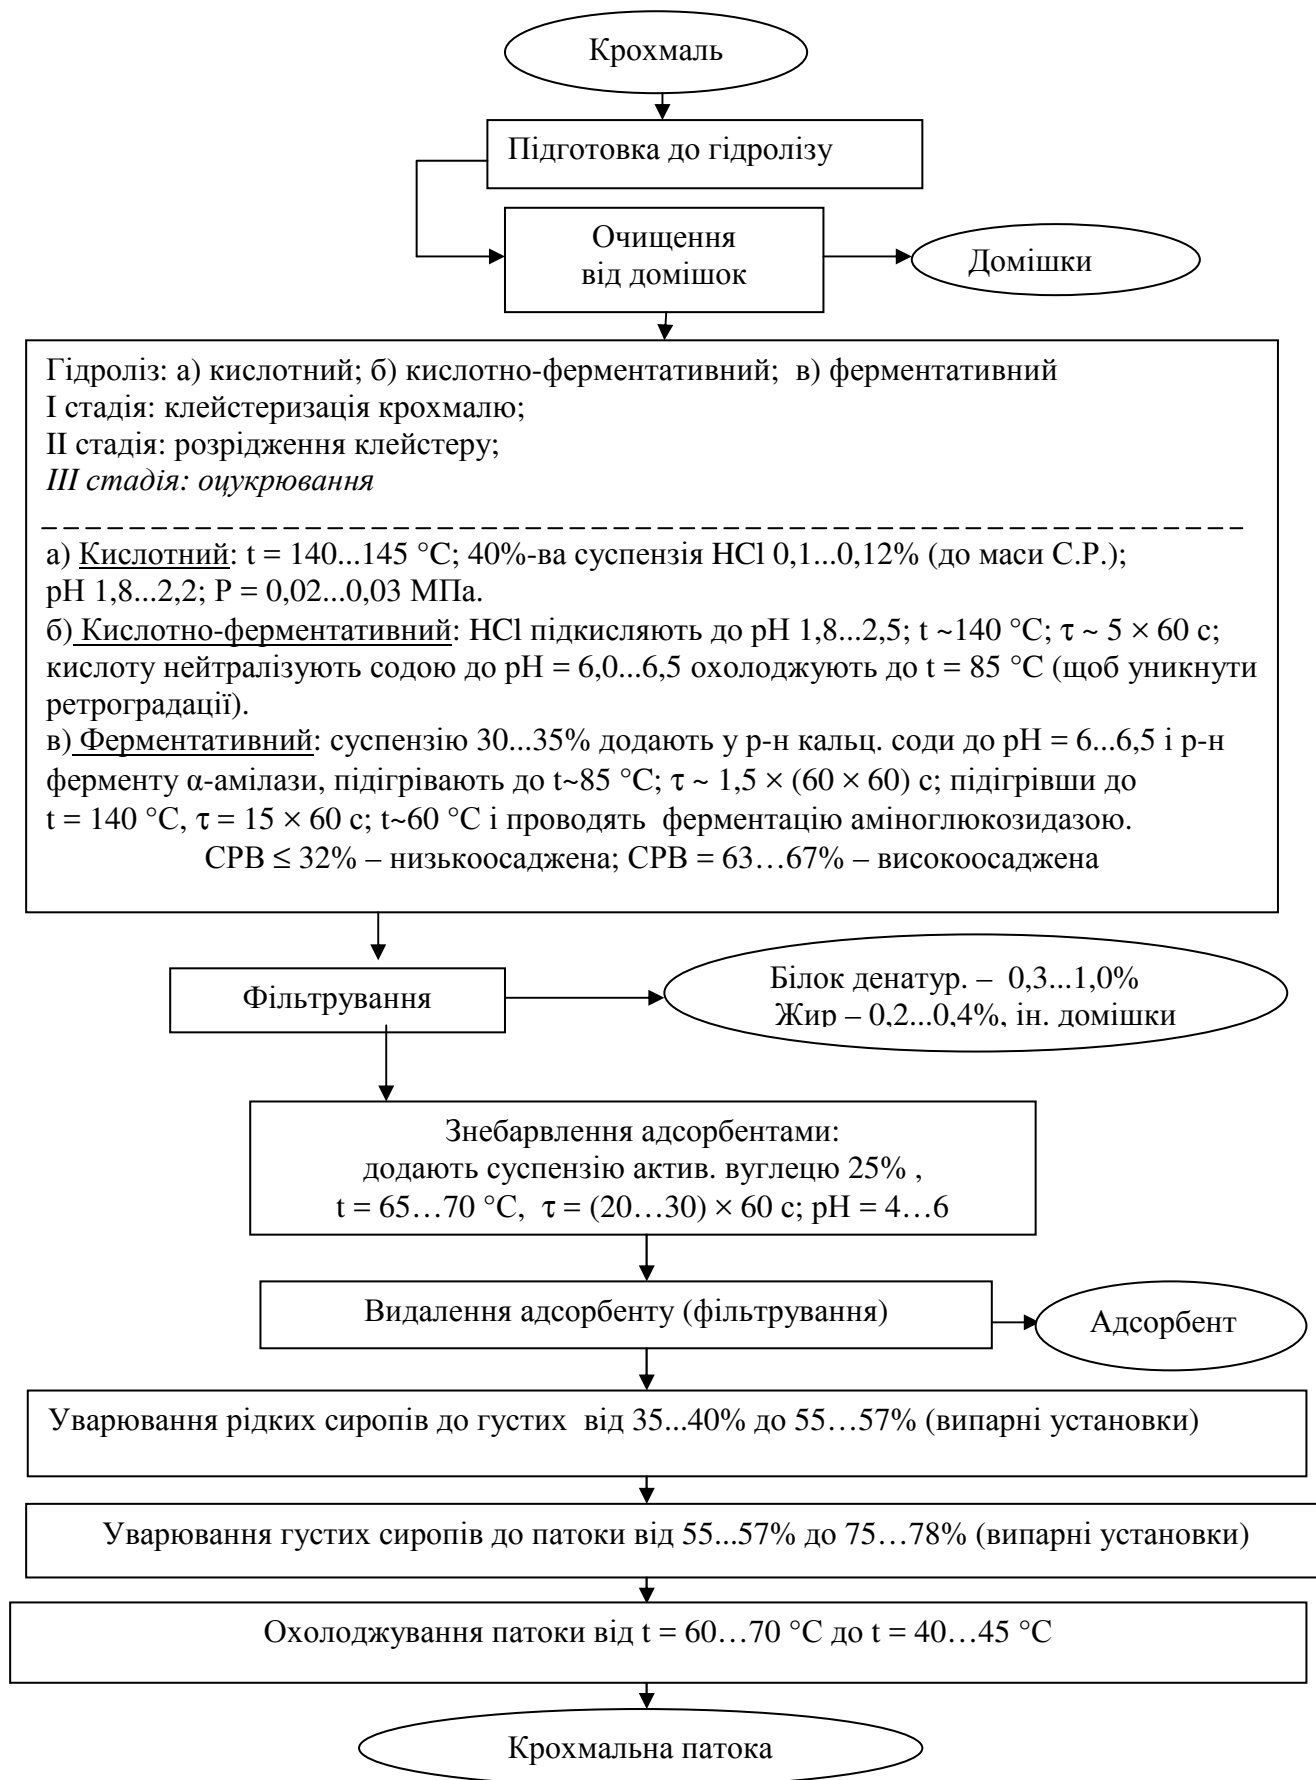 Крохмаль
Підготовка до гідролізу
Очищення
від домішок
Домішки
Гідроліз: а) кислотний; б) кислотно-ферментативний; в) ферментативний
I стадія: клейстеризація крохмалю;
II стадія: розрідження клейстеру;
III стадія: оцукрювання
а) Кислотний: t = 140...145 °C; 40%-ва суспензія HCl 0,1...0,12% (до маси С.Р.);
pH 1,8...2,2; P = 0,02...0,03 МПа.
б) Кислотно-ферментативний: HCl підкисляють до pH 1,8...2,5; t ~140 °C; τ ~ 5 × 60 с;
кислоту нейтралізують содою до pH = 6,0...6,5 охолоджують до t = 85 °C (щоб уникнути
ретроградації).
в) Ферментативний: суспензію 30...35% додають у р-н кальц. соди до pH = 6...6,5 і р-н
ферменту α-амілази, підігрівають до t~85 °C; τ ~ 1,5 × (60 × 60) с; підігрівши до
t = 140 °C, τ = 15 × 60 с; t~60 °C і проводять ферментацію аміноглюкозидазою.
СРВ ≤ 32% – низькоосаджена; СРВ = 63…67% – високоосаджена
Фільтрування
Білок денатур. – 0,3...1,0%
Жир – 0,2...0,4%, ін. домішки
Знебарвлення адсорбентами:
додають суспензію актив. вуглецю 25% ,
t = 65…70 °C, τ = (20…30) × 60 с; pH = 4…6
Видалення адсорбенту (фільтрування)
Адсорбент
Уварювання рідких сиропів до густих від 35...40% до 55…57% (випарні установки)
Уварювання густих сиропів до патоки від 55...57% до 75…78% (випарні установки)
Охолоджування патоки від t = 60…70 °C до t = 40…45 °C
Крохмальна патока